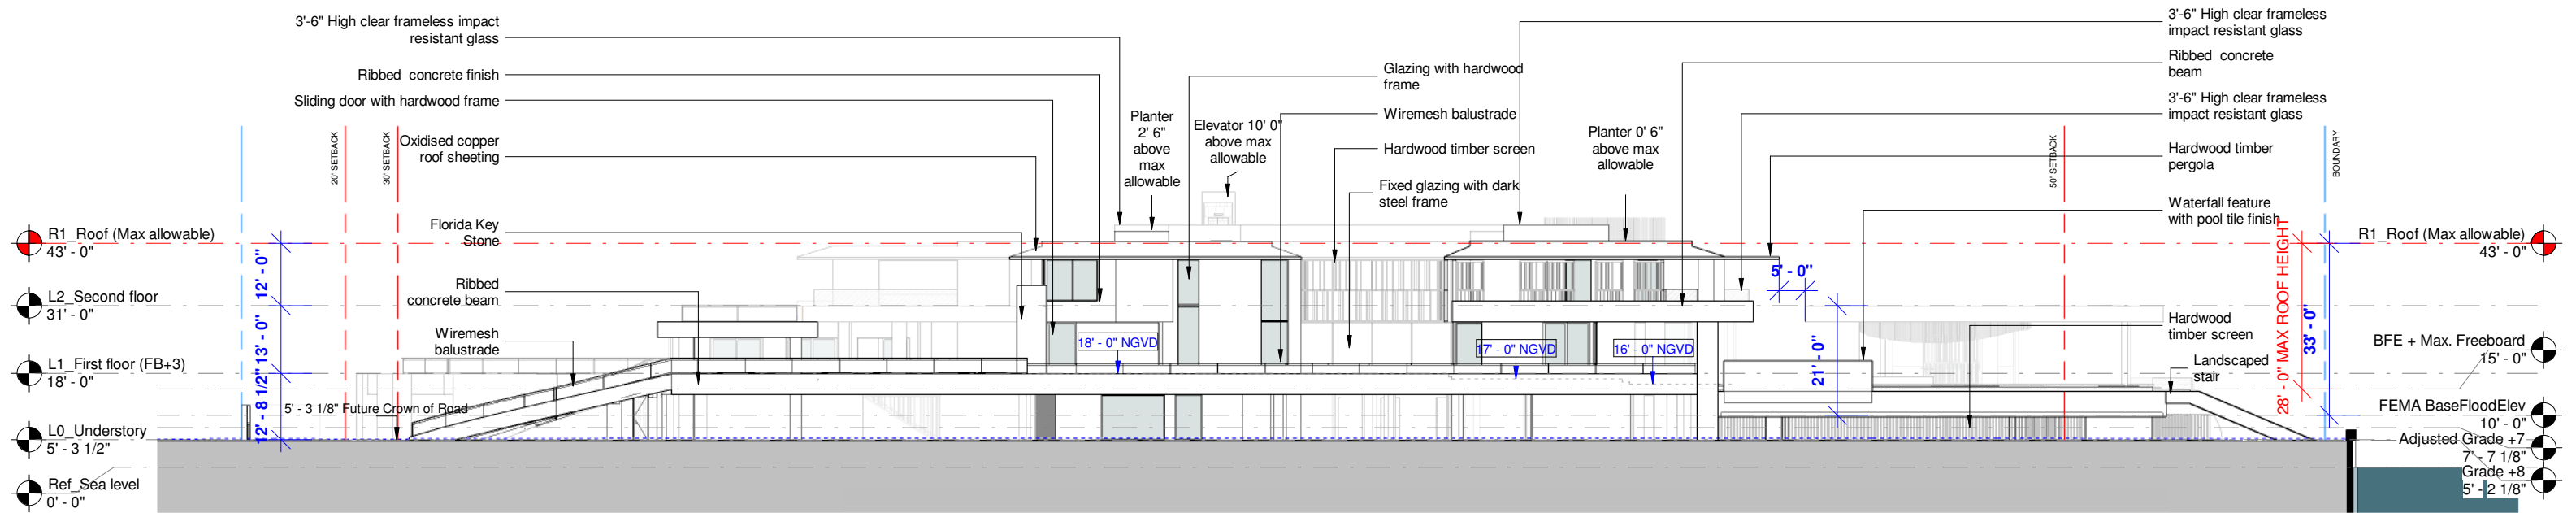 3'-6" High clear frameless impact
resistant glass
Ribbed  concrete finish
Sliding door with hardwood frame
Oxidised copper
roof sheeting
Florida Key
Stone
Ribbed
concrete beam
Wiremesh
balustrade
20' SETBACK
30' SETBACK
Planter
2' 6"
above
max
allowable
Elevator 10' 0"
above max
allowable
Glazing with hardwood
frame
Wiremesh balustrade
Hardwood timber screen
Fixed glazing with dark
steel frame
Planter 0' 6"
above max
allowable
3'-6" High clear frameless
impact resistant glass
Ribbed  concrete
beam
3'-6" High clear frameless
impact resistant glass
Hardwood timber
pergola
Waterfall feature
with pool tile finish
Hardwood
timber screen
Landscaped
stair
50' SETBACK
BOUNDARY
R1_Roof (Max allowable)
43' - 0"
L2_Second floor
31' - 0"
L1_First floor (FB+3)
18' - 0"
L0_Understory
5' - 3 1/2"
Ref_Sea level
0' - 0"
12' - 0"
13' - 0"
12' - 8 1/2"
5' - 3 1/8" Future Crown of Road
18' - 0" NGVD
17' - 0" NGVD
16' - 0" NGVD
5' - 0"
21' - 0"
28' - 0" MAX ROOF HEIGHT
33' - 0"
R1_Roof (Max allowable)
43' - 0"
BFE + Max. Freeboard
15' - 0"
FEMA BaseFloodElev
10' - 0"
Adjusted Grade +7
7' - 7 1/8"
Grade +8
5' - 2 1/8"